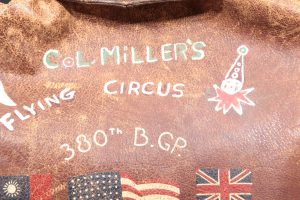 COL. MiLLER'S
FLYING CIRCUS
380TH B. GP.